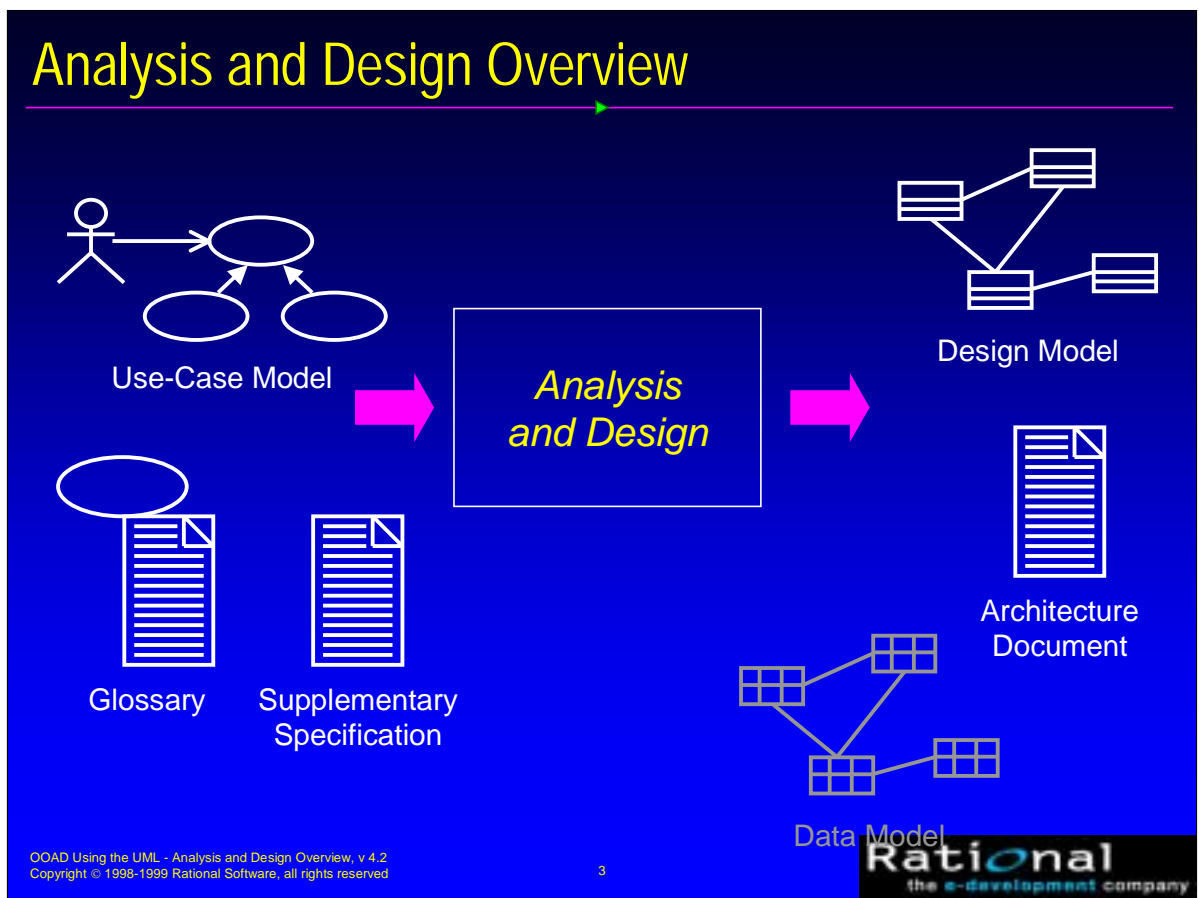 Analysis and Design Overview
Use-Case Model
Analysis
and Design
Design Model
Glossary
Supplementary
Specification
Architecture
Document
Data Model
OOAD Using the UML - Analysis and Design Overview, v 4.2
Copyright © 1998-1999 Rational Software, all rights reserved
3
Rational
the e-development company